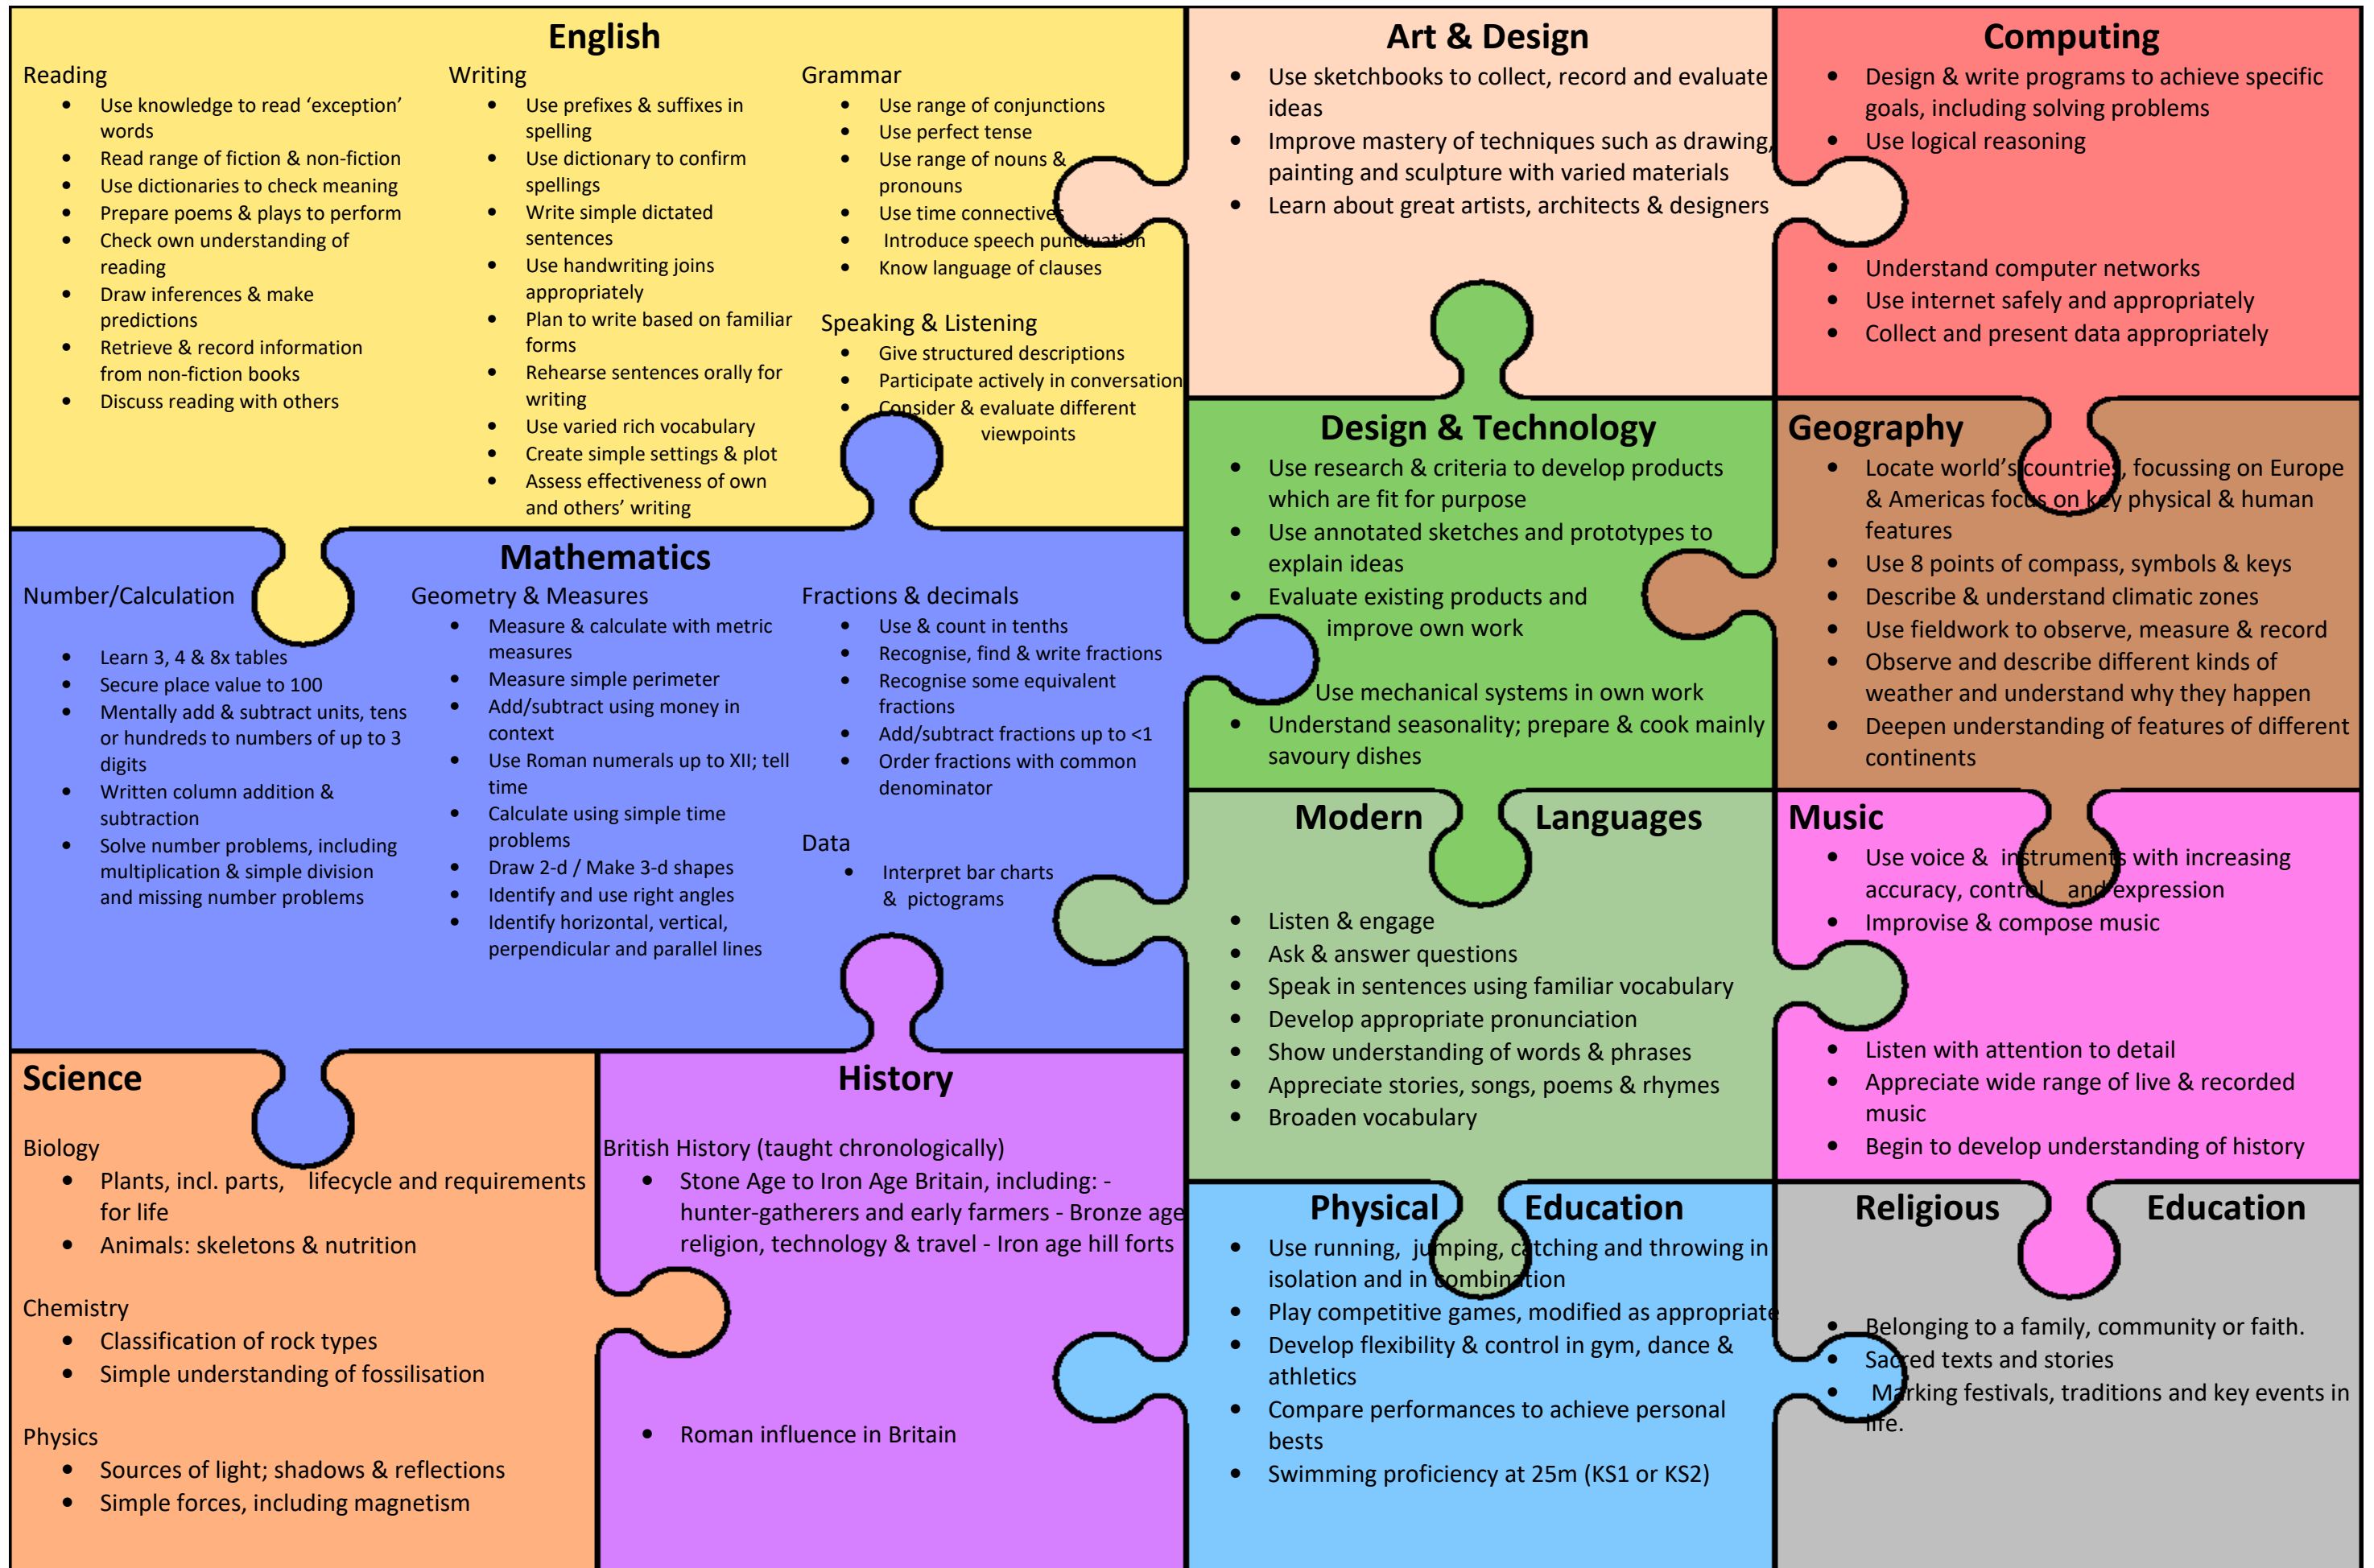 English
Reading
• Use knowledge to read ‘exception’
words
• Read range of fiction & non-fiction
• Use dictionaries to check meaning
• Prepare poems & plays to perform
• Check own understanding of
reading
• Draw inferences & make
predictions
• Retrieve & record information
from non-fiction books
• Discuss reading with others
Writing
• Use prefixes & suffixes in
spelling
• Use dictionary to confirm
spellings
• Write simple dictated
sentences
• Use handwriting joins
appropriately
• Plan to write based on familiar
forms
• Rehearse sentences orally for
writing
• Use varied rich vocabulary
• Create simple settings & plot
• Assess effectiveness of own
and others’ writing
Grammar
• Use range of conjunctions
• Use perfect tense
• Use range of nouns &
pronouns
• Use time connectives
• Introduce speech punctuation
• Know language of clauses
Speaking & Listening
• Give structured descriptions
• Participate actively in conversation
• Consider & evaluate different
viewpoints
Art & Design
• Use sketchbooks to collect, record and evaluate
ideas
• Improve mastery of techniques such as drawing,
painting and sculpture with varied materials
• Learn about great artists, architects & designers
Computing
• Design & write programs to achieve specific
goals, including solving problems
• Use logical reasoning
• Understand computer networks
• Use internet safely and appropriately
• Collect and present data appropriately
Mathematics
Number/Calculation
• Learn 3, 4 & 8x tables
• Secure place value to 100
• Mentally add & subtract units, tens
or hundreds to numbers of up to 3
digits
• Written column addition &
subtraction
• Solve number problems, including
multiplication & simple division
and missing number problems
Geometry & Measures
• Measure & calculate with metric
measures
• Measure simple perimeter
• Add/subtract using money in
context
• Use Roman numerals up to XII; tell
time
• Calculate using simple time
problems
• Draw 2-d / Make 3-d shapes
• Identify and use right angles
• Identify horizontal, vertical,
perpendicular and parallel lines
Fractions & decimals
• Use & count in tenths
• Recognise, find & write fractions
• Recognise some equivalent
fractions
• Add/subtract fractions up to <1
• Order fractions with common
denominator
Data
• Interpret bar charts
& pictograms
Design & Technology
• Use research & criteria to develop products
which are fit for purpose
• Use annotated sketches and prototypes to
explain ideas
• Evaluate existing products and
improve own work
Use mechanical systems in own work
• Understand seasonality; prepare & cook mainly
savoury dishes
Geography
• Locate world’s countries, focussing on Europe
& Americas focus on key physical & human
features
• Use 8 points of compass, symbols & keys
• Describe & understand climatic zones
• Use fieldwork to observe, measure & record
• Observe and describe different kinds of
weather and understand why they happen
• Deepen understanding of features of different
continents
Modern Languages
• Listen & engage
• Ask & answer questions
• Speak in sentences using familiar vocabulary
• Develop appropriate pronunciation
• Show understanding of words & phrases
• Appreciate stories, songs, poems & rhymes
• Broaden vocabulary
Music
• Use voice & instruments with increasing
accuracy, control and expression
• Improvise & compose music
• Listen with attention to detail
• Appreciate wide range of live & recorded
music
• Begin to develop understanding of history
Science
Biology
• Plants, incl. parts, lifecycle and requirements
for life
• Animals: skeletons & nutrition
Chemistry
• Classification of rock types
• Simple understanding of fossilisation
Physics
• Sources of light; shadows & reflections
• Simple forces, including magnetism
History
British History (taught chronologically)
• Stone Age to Iron Age Britain, including: -
hunter-gatherers and early farmers - Bronze age
religion, technology & travel - Iron age hill forts
• Roman influence in Britain
Physical Education
• Use running, jumping, catching and throwing in
isolation and in combination
• Play competitive games, modified as appropriate
• Develop flexibility & control in gym, dance &
athletics
• Compare performances to achieve personal
bests
• Swimming proficiency at 25m (KS1 or KS2)
Religious Education
• Belonging to a family, community or faith.
• Sacred texts and stories
• Marking festivals, traditions and key events in
life.